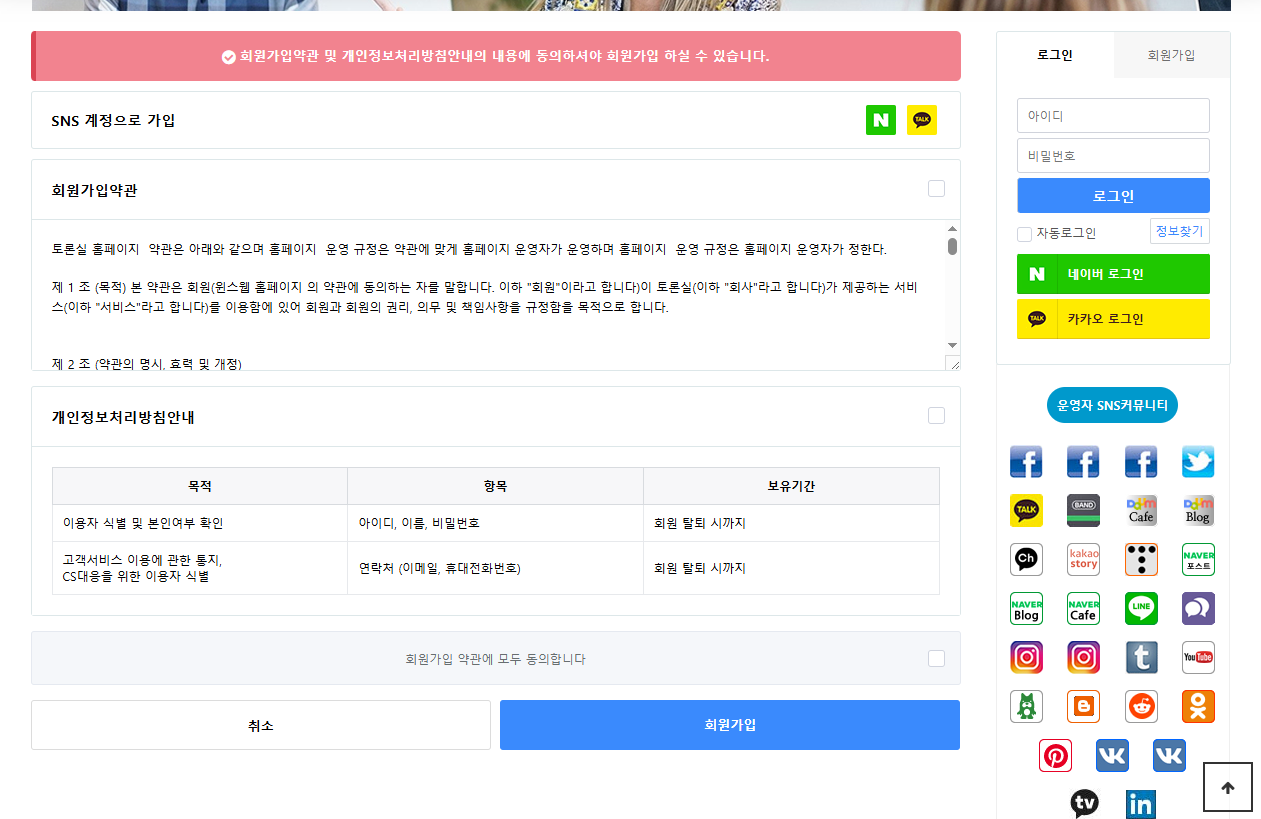 회원가입약관 및 개인정보처리방침안내의 내용에 동의하셔야 회원가입 하실 수 있습니다.
SNS 계정으로 가입
N
TALK
회원가입약관
토론실 홈페이지 약관은 아래와 같으며 홈페이지 운영 규정은 약관에 맞게 홈페이지 운영자가 운영하며 홈페이지 운영 규정은 홈페이지 운영자가 정한다.
제 1 조 (목적) 본 약관은 회원(윈스웹 홈페이지 의 약관에 동의하는 자를 말합니다. 이하 "회원"이라고 합니다)이 토론실(이하 "회사"라고 합니다)가 제공하는 서비
스(이하 "서비스"라고 합니다)를 이용함에 있어 회원과 회원의 권리, 의무 및 책임사항을 규정함을 목적으로 합니다.
제 2 조 (약관의 명시, 효력 및 개정)
개인정보처리방침안내
목적 항목 보유기간
이용자 식별 및 본인여부 확인 아이디, 이름, 비밀번호 회원 탈퇴 시까지
고객서비스 이용에 관한 통지,
CS대응을 위한 이용자 식별
연락처 (이메일, 휴대전화번호) 회원 탈퇴 시까지
회원가입 약관에 모두 동의합니다
취소 회원가입
로그인 회원가입
아이디
비밀번호
로그인
자동로그인 정보찾기
N 네이버 로그인
TALK 카카오 로그인
운영자 SNS커뮤니티
f f f
TALK BAND Daum Cafe Daum Blog
Ch kakao story NAVER 포스트
NAVER Blog NAVER Cafe LINE
t YouTube
B
VK VK
tv in